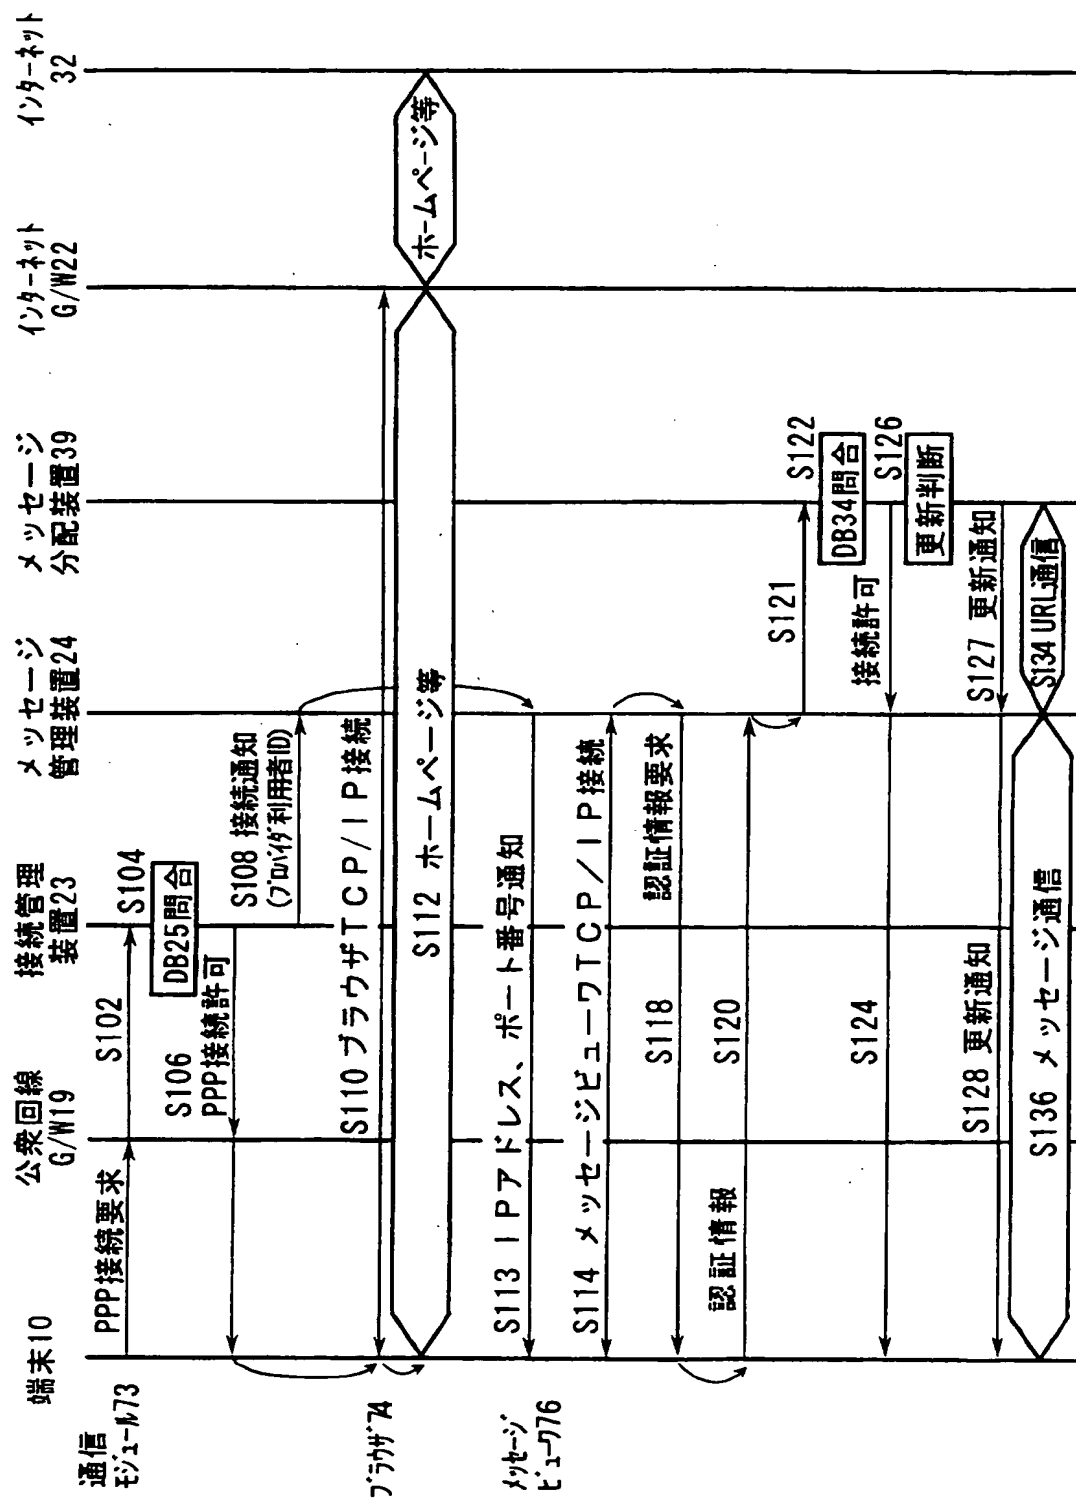 端末10
公衆回線
G/W19
接続管理
装置23
メッセージ
管理装置24
メッセージ
分配装置39
インターネット
G/W22
インターネット
32
通信
モジュール73
PPP接続要求
S102
S104
DB25問合
S106
PPP接続許可
S108 接続通知
(プロバイダ利用者ID)
ブラウザ74
S110 ブラウザTCP/IP接続
S112 ホームページ等
ホームページ等
メッセージ
ビューワ76
S113 IPアドレス、ポート番号通知
S114 メッセージビューワTCP/IP接続
認証情報要求
S118
認証情報
S120
S121
S122
DB34問合
接続許可
S124
S126
更新判断
S127 更新通知
S128 更新通知
S134 URL通信
S136 メッセージ通信